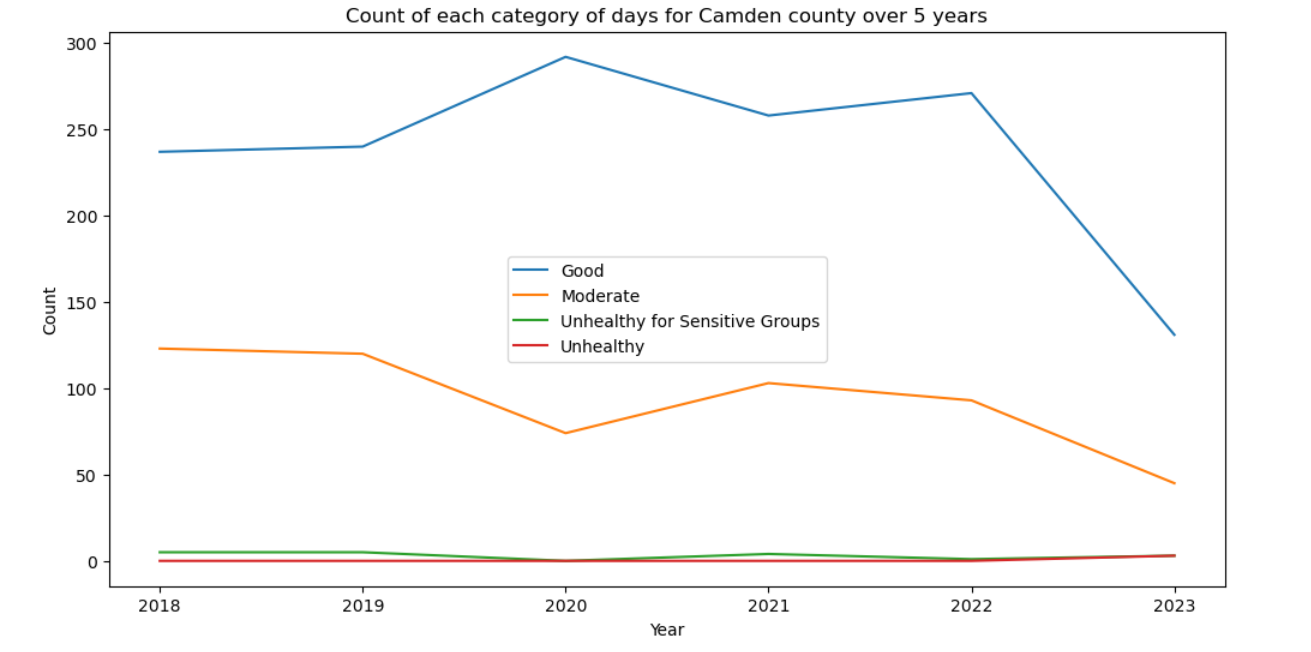 Count of each category of days for Camden county over 5 years
300
250
200
150
100
50
0
Count
Good
Moderate
Unhealthy for Sensitive Groups
Unhealthy
2018 2019 2020 2021 2022 2023
Year